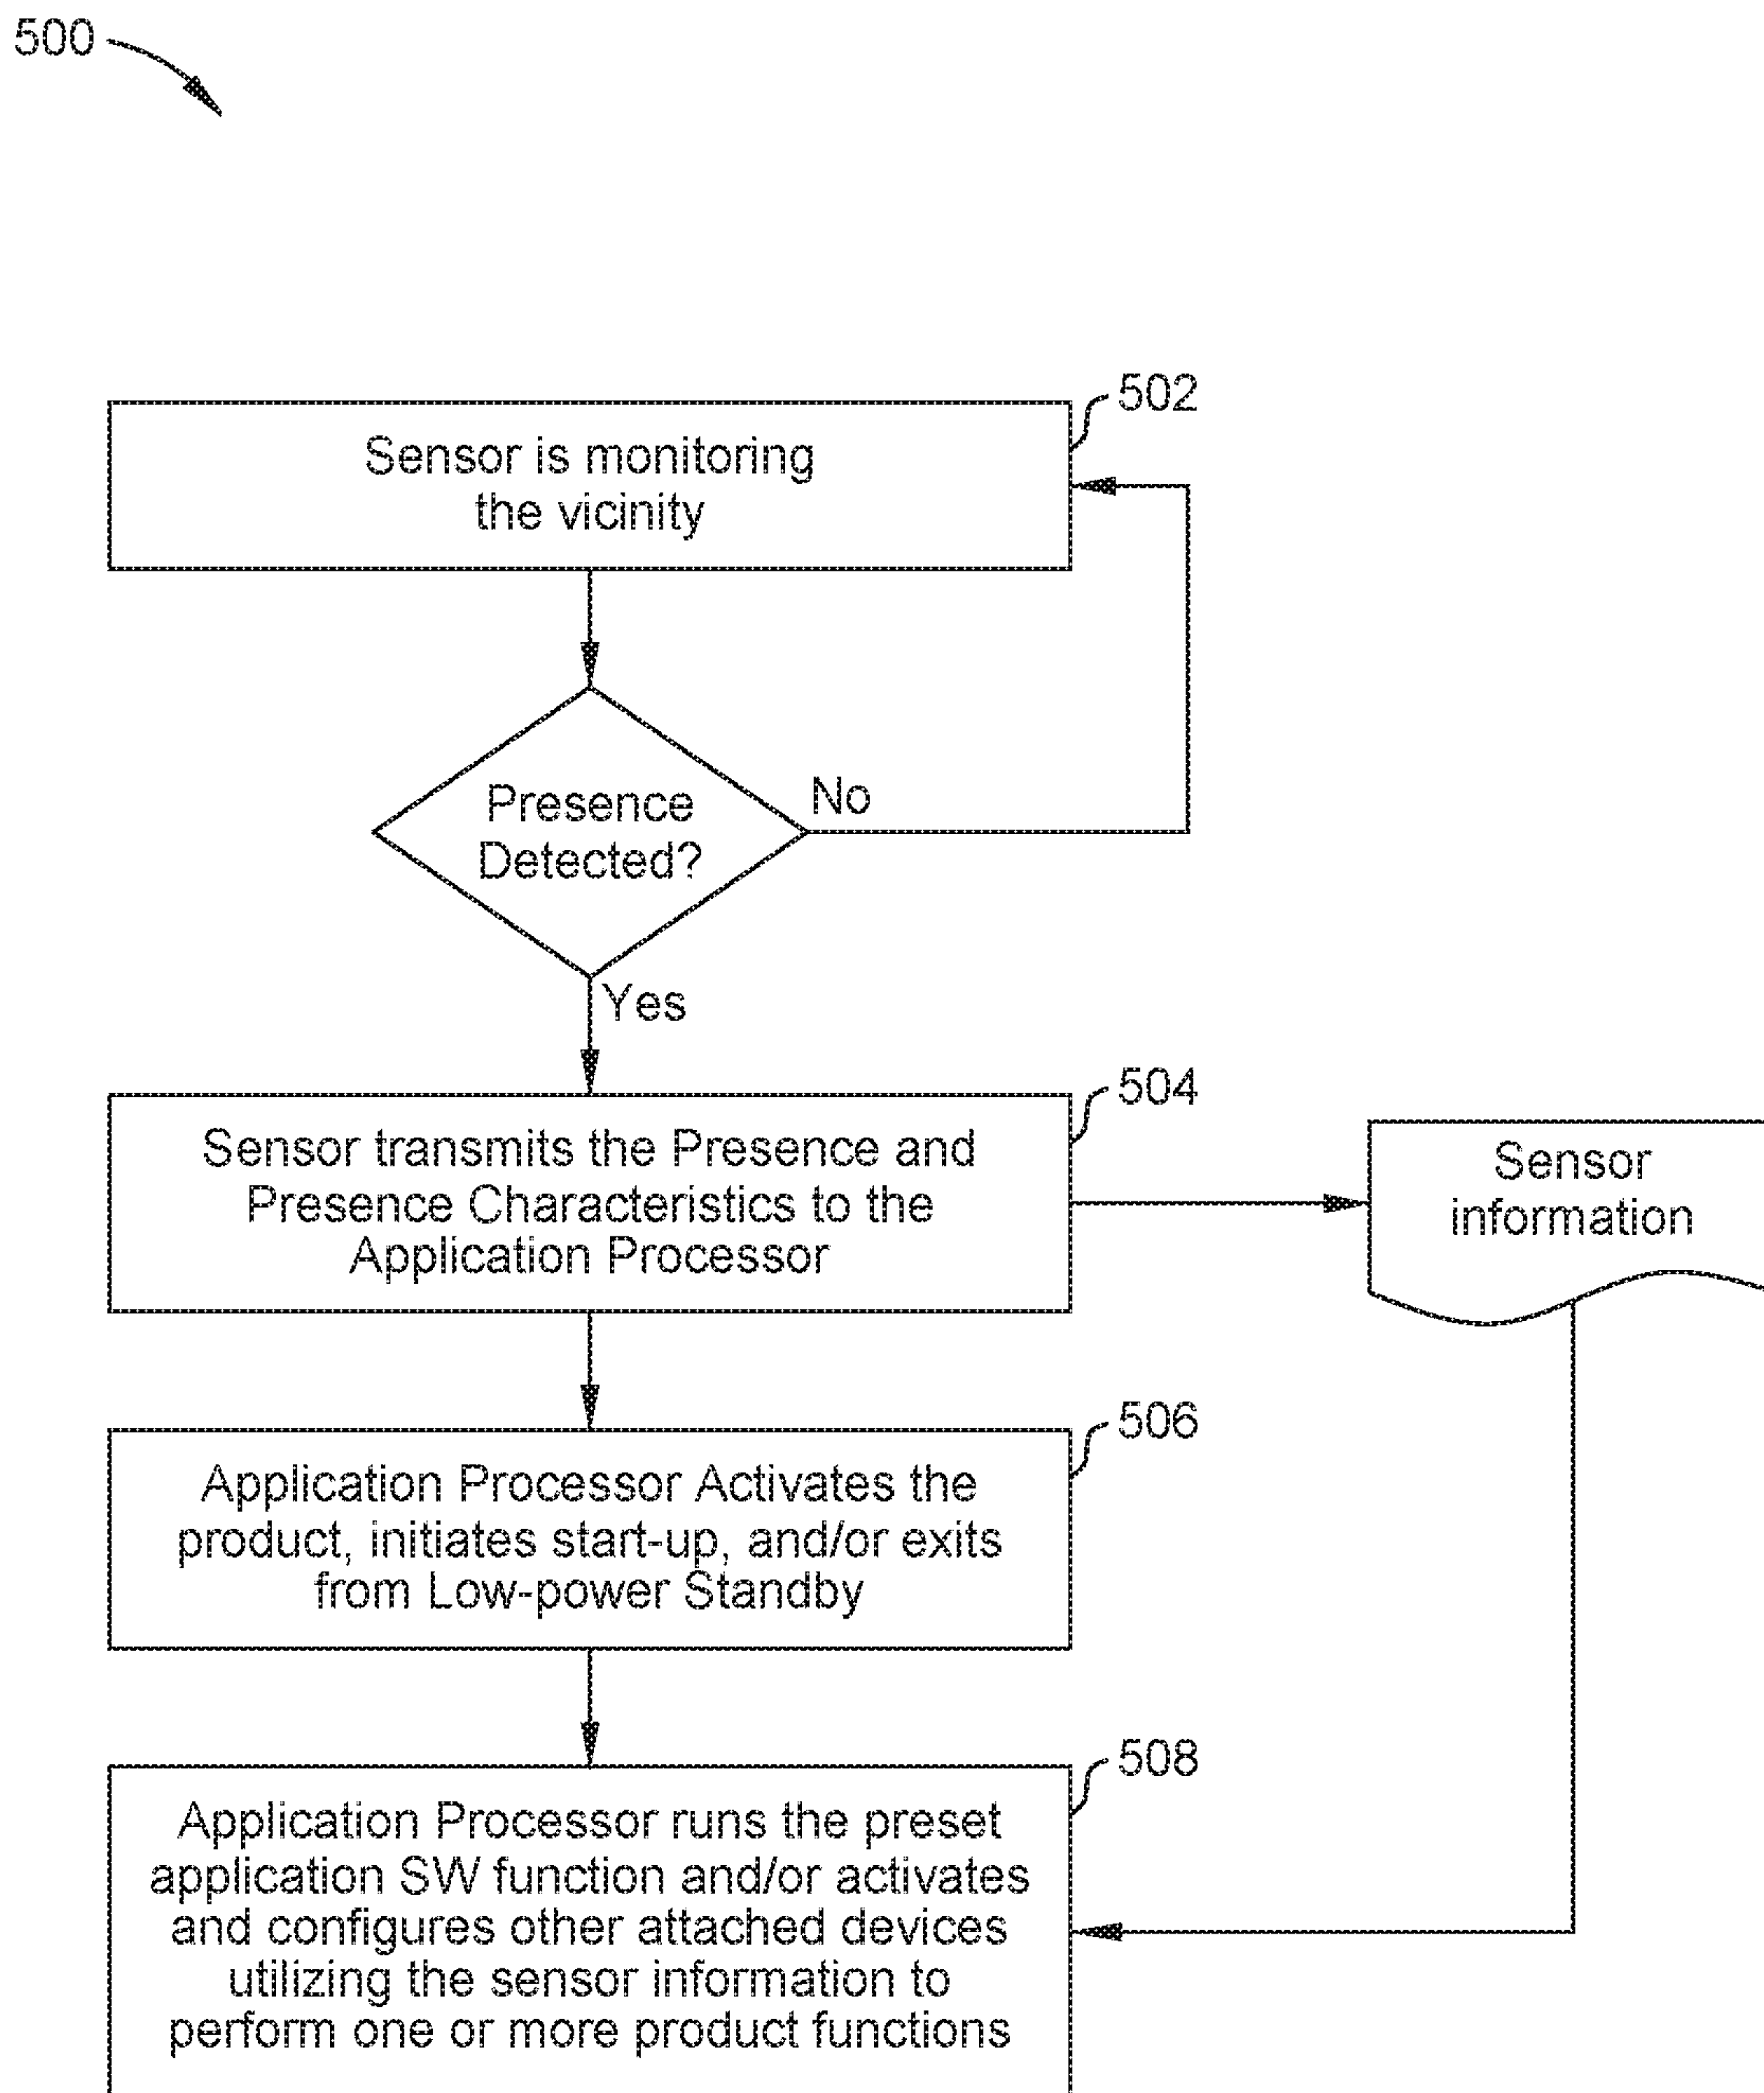 500
502
Sensor is monitoring
the vicinity
Presence
Detected?
No
Yes
504
Sensor transmits the Presence and
Presence Characteristics to the
Application Processor
Sensor
information
506
Application Processor Activates the
product, initiates start-up, and/or exits
from Low-power Standby
508
Application Processor runs the preset
application SW function and/or activates
and configures other attached devices
utilizing the sensor information to
perform one or more product functions